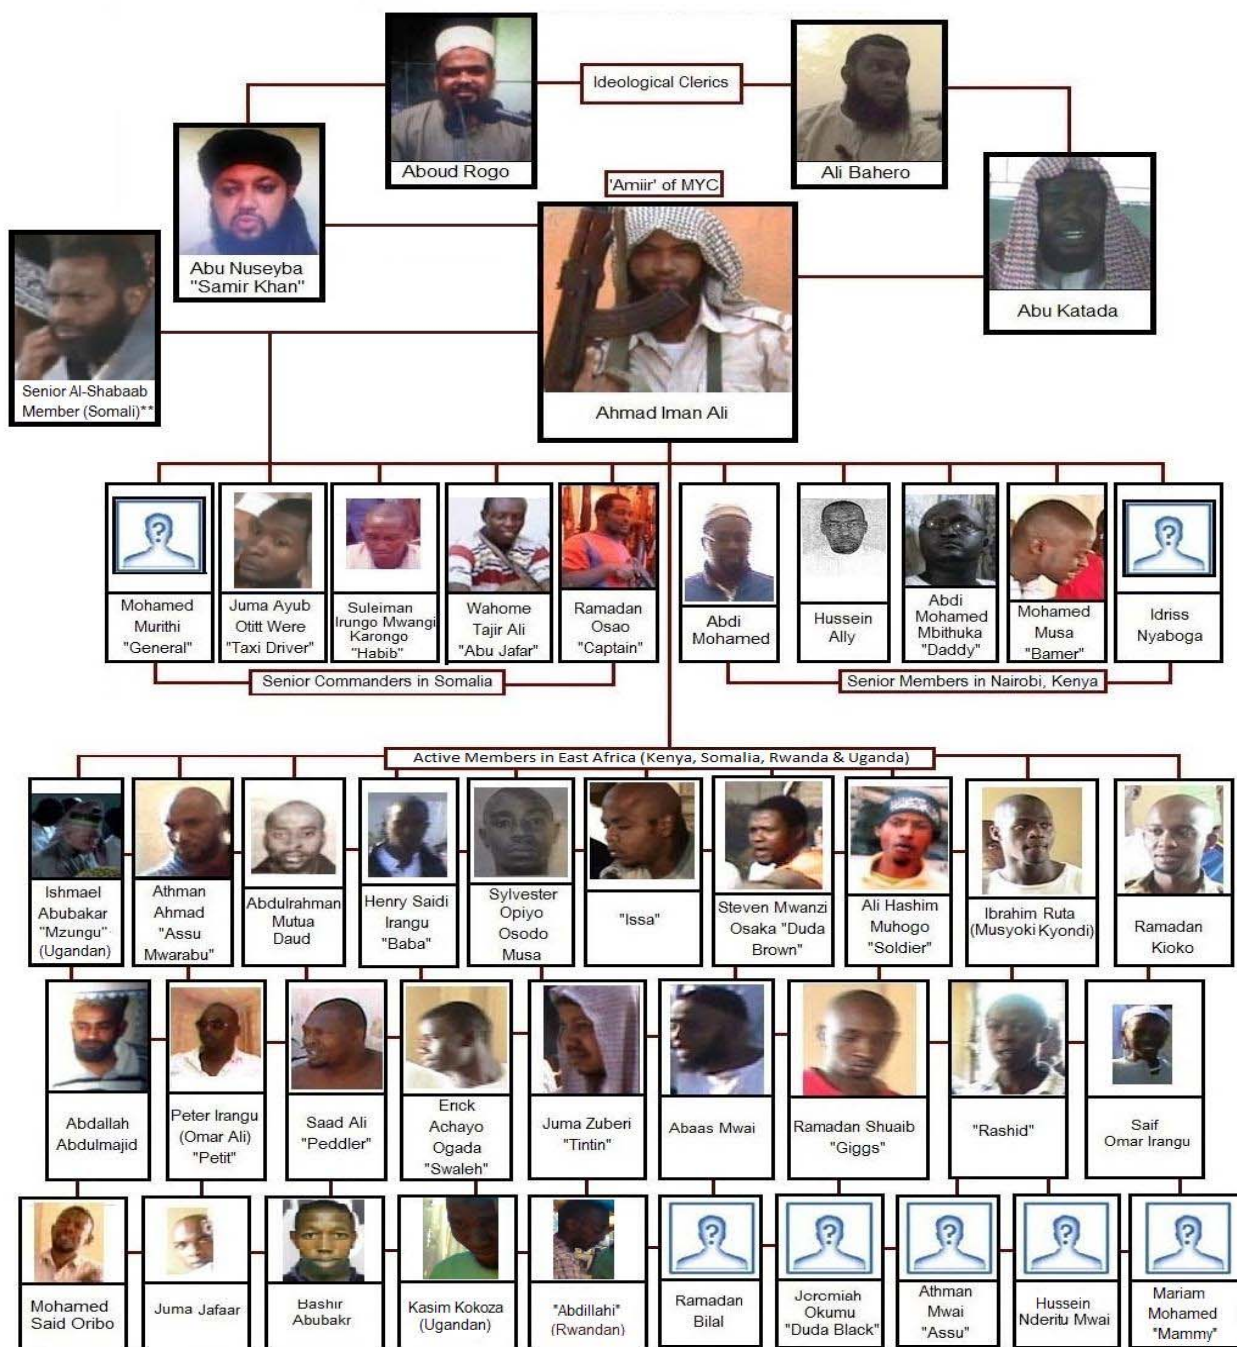 Ideological Clerics
Aboud Rogo
Ali Bahero
'Amiir' of MYC
Abu Nuseyba
"Samir Khan"
Abu Katada
Senior Al-Shabaab
Member (Somali)**
Ahmad Iman Ali
Mohamed
Murithi
"General"
Juma Ayub
Otitt Were
"Taxi Driver"
Suleiman
Irungo Mwangi
Karongo
"Habib"
Wahome
Tajir Ali
"Abu Jafar"
Ramadan
Osao
"Captain"
Abdi
Mohamed
Hussein
Ally
Abdi
Mohamed
Mbithuka
"Daddy"
Mohamed
Musa
"Bamer"
Idriss
Nyaboga
Senior Commanders in Somalia
Senior Members in Nairobi, Kenya
Active Members in East Africa (Kenya, Somalia, Rwanda & Uganda)
Ishmael
Abubakar
"Mzungu"
(Ugandan)
Athman
Ahmad
"Assu
Mwarabu"
Abdulrahman
Mutua
Daud
Henry Saidi
Irangu
"Baba"
Sylvester
Opiyo
Osodo
Musa
"Issa"
Steven Mwanzi
Osaka "Duda
Brown"
Ali Hashim
Muhogo
"Soldier"
Ibrahim Ruta
(Musyoki Kyondi)
Ramadan
Kioko
Abdallah
Abdulmajid
Peter Irangu
(Omar Ali)
"Petit"
Saad Ali
"Peddler"
Erick
Achayo
Ogada
"Swaleh"
Juma Zuberi
"Tintin"
Abaas Mwai
Ramadan Shuaib
"Giggs"
"Rashid"
Saif
Omar Irangu
Mohamed
Said Oribo
Juma Jafaar
Bashir
Abubakr
Kasim Kokoza
(Ugandan)
"Abdillahi"
(Rwandan)
Ramadan
Bilal
Joromiah
Okumu
"Duda Black"
Athman
Mwai
"Assu"
Hussein
Nderitu Mwai
Mariam
Mohamed
"Mammy"